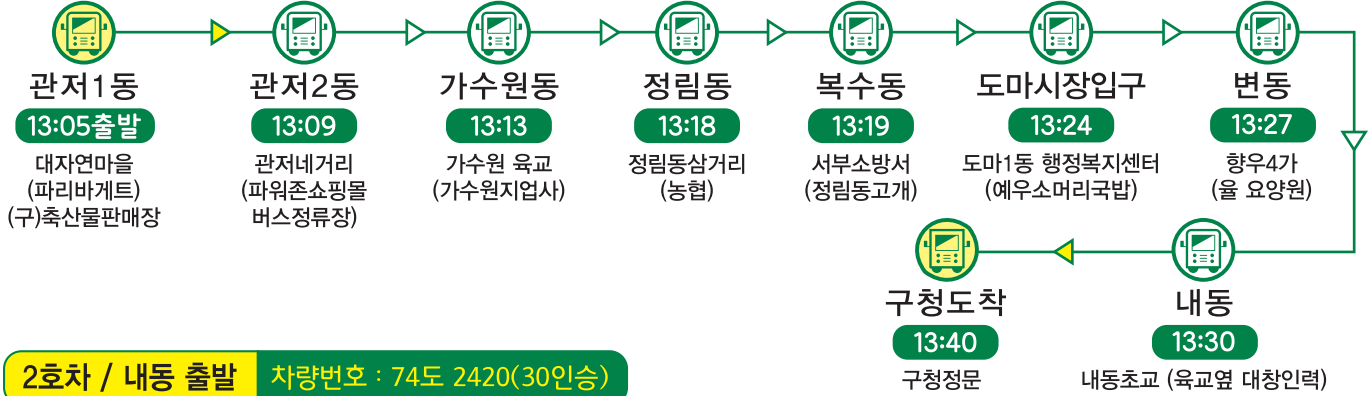 관저1동
13:05출발
대자연마을
(파리바게트)
(구)축산물판매장
관저2동
13:09
관저네거리
(파워존쇼핑몰
버스정류장)
가수원동
13:13
가수원 육교
(가수원지업사)
정림동
13:18
정림동삼거리
(농협)
복수동
13:19
서부소방서
(정림동고개)
도마시장입구
13:24
도마1동 행정복지센터
(예우소머리국밥)
변동
13:27
향우4가
(율 요양원)
내동
13:30
내동초교 (육교옆 대창인력)
구청도착
13:40
구청정문
2호차 / 내동 출발
차량번호 : 74도 2420(30인승)